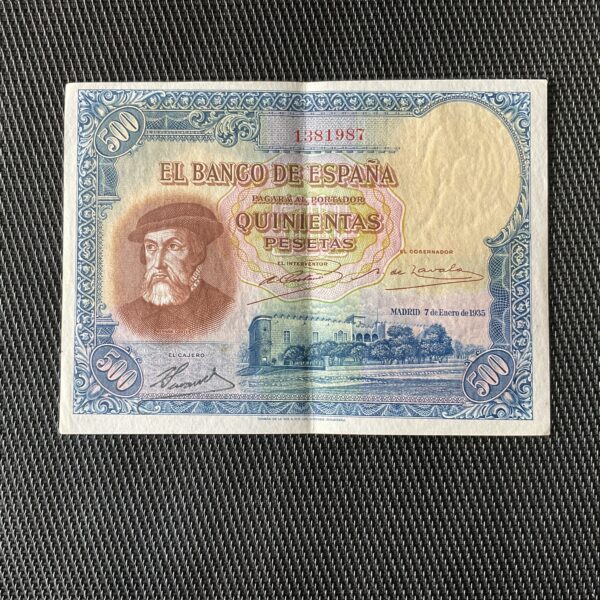 500
1381987
EL BANCO DE ESPAÑA
PAGARÁ AL PORTADOR
QUINIENTAS
PESETAS
EL INTERVENTOR
EL GOBERNADOR
MADRID 7 de Enero de 1935
EL CAJERO
500
500